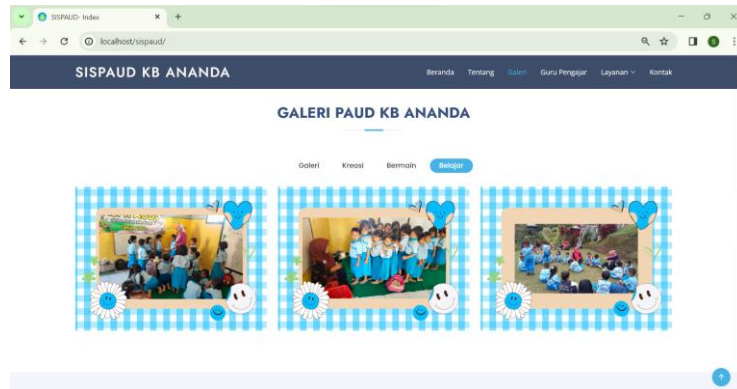 SISPAUD- Index
localhost/sispaud/
SISPAUD KB ANANDA
Beranda Tentang Galeri Guru Pengajar Layanan Kontak
GALERI PAUD KB ANANDA
Galeri Kreasi Bermain Belajar